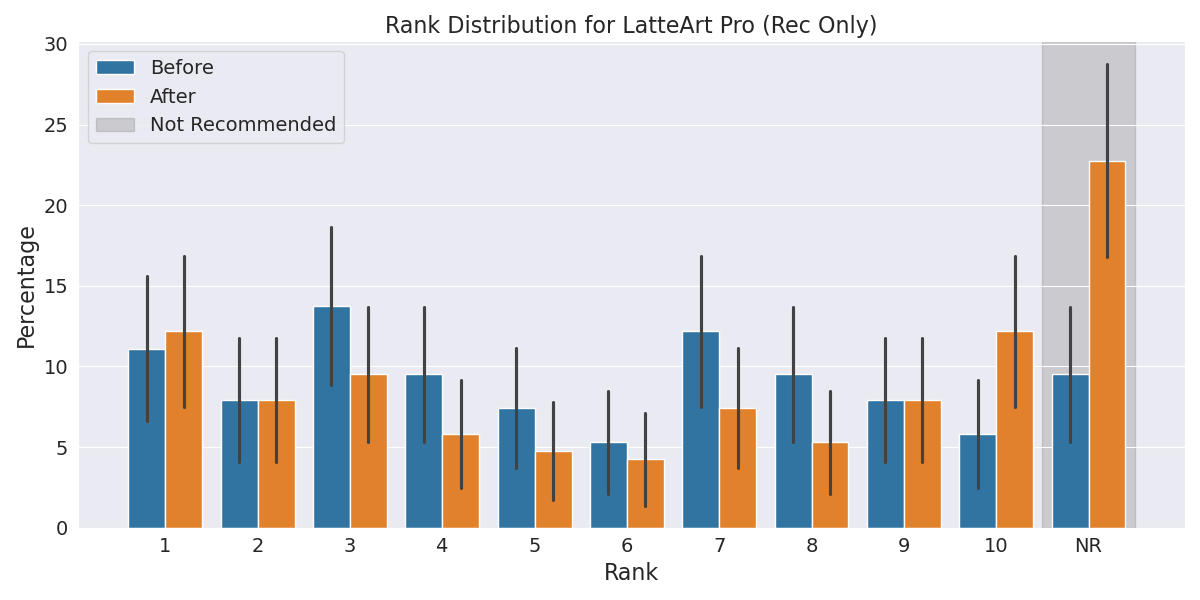 Rank Distribution for LatteArt Pro (Rec Only)
Before
After
Not Recommended
Percentage
30
25
20
15
10
5
0
1 2 3 4 5 6 7 8 9 10 NR
Rank